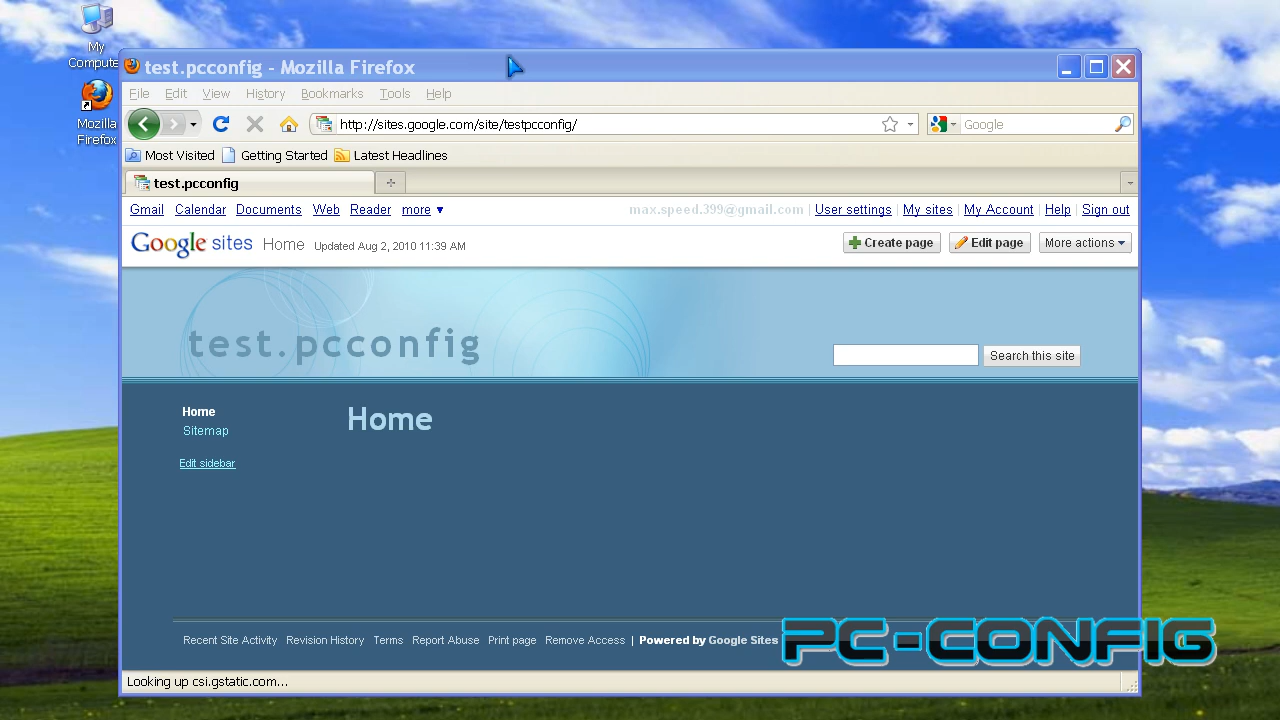 My
Compute
Mozilla
Firefox
test.pcconfig - Mozilla Firefox
File Edit View History Bookmarks Tools Help
http://sites.google.com/site/testpcconfig/ Google
Most Visited Getting Started Latest Headlines
test.pcconfig
Gmail Calendar Documents Web Reader more ▼ max.speed.399@gmail.com | User settings | My sites | My Account | Help | Sign out
Google sites Home Updated Aug 2, 2010 11:39 AM Create page Edit page More actions
test.pcconfig
Search this site
Home
Sitemap
Edit sidebar
Home
Recent Site Activity Revision History Terms Report Abuse Print page Remove Access | Powered by Google Sites
PC-CONFIG
Looking up csi.gstatic.com...